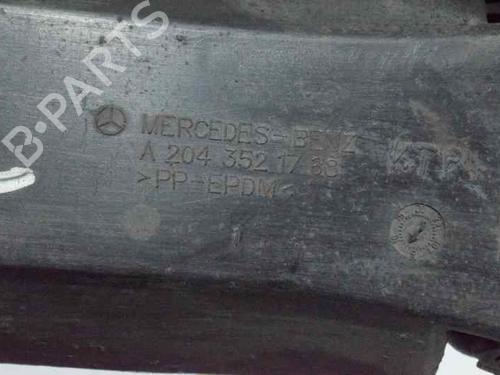 B-PARTS
MERCEDES-BENZ
A 204 352 17 88
>PP-EPDM